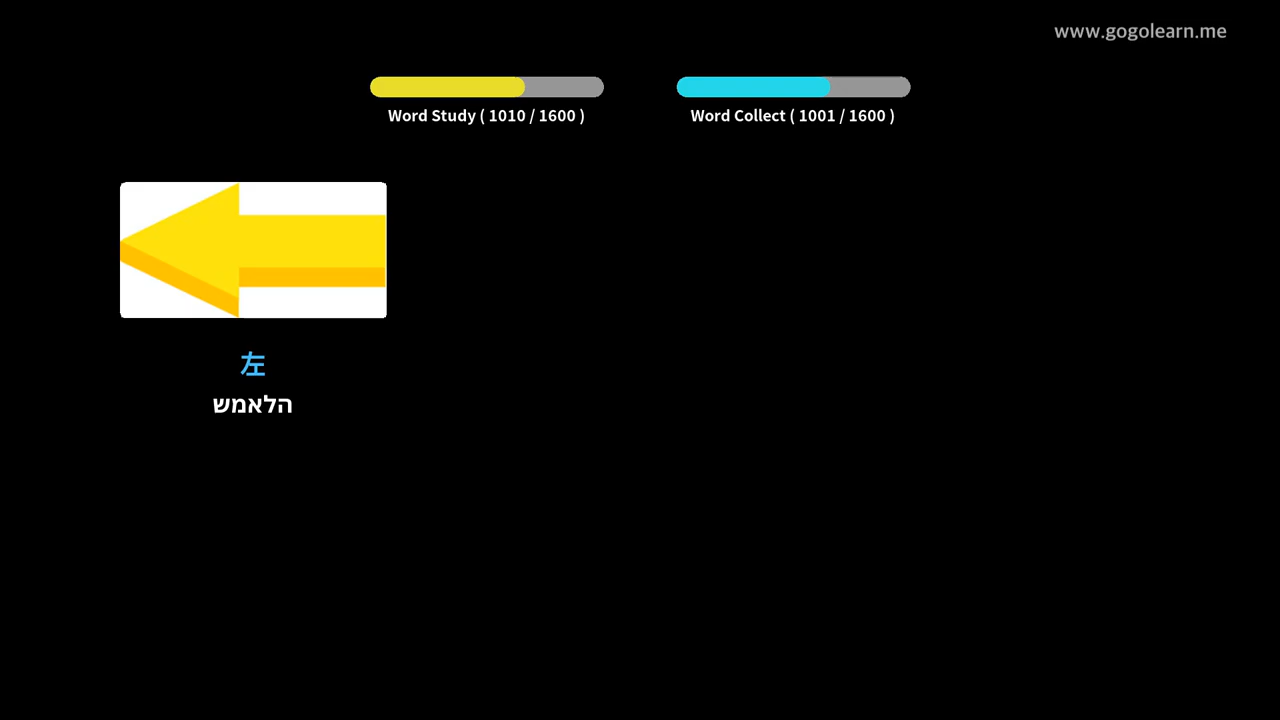 www.gogolearn.me
Word Study ( 1010 / 1600 )
Word Collect ( 1001 / 1600 )
左
הלאמש